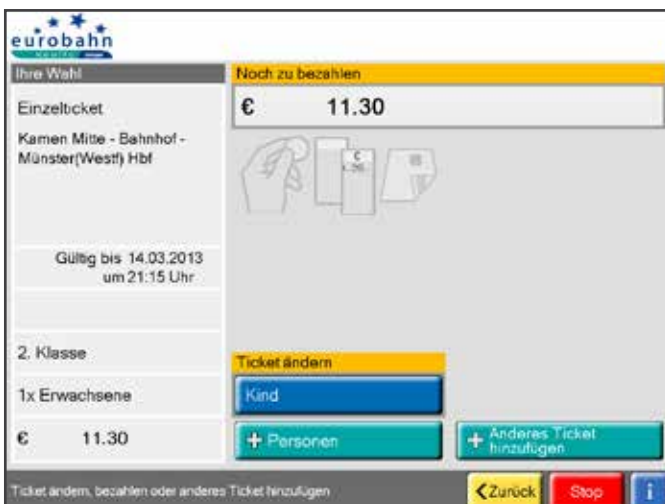 eurobahn
Ihre Wahl
Einzelticket
Kamen Mitte - Bahnhof -
Münster(Westf) Hbf
Gültig bis 14.03.2013
um 21:15 Uhr
2. Klasse
1x Erwachsene
€ 11.30
Noch zu bezahlen
€ 11.30
Ticket ändern
Kind
+ Personen
+ Anderes Ticket
hinzufügen
Ticket ändern, bezahlen oder anderes Ticket hinzufügen
<Zurück
Stop
i